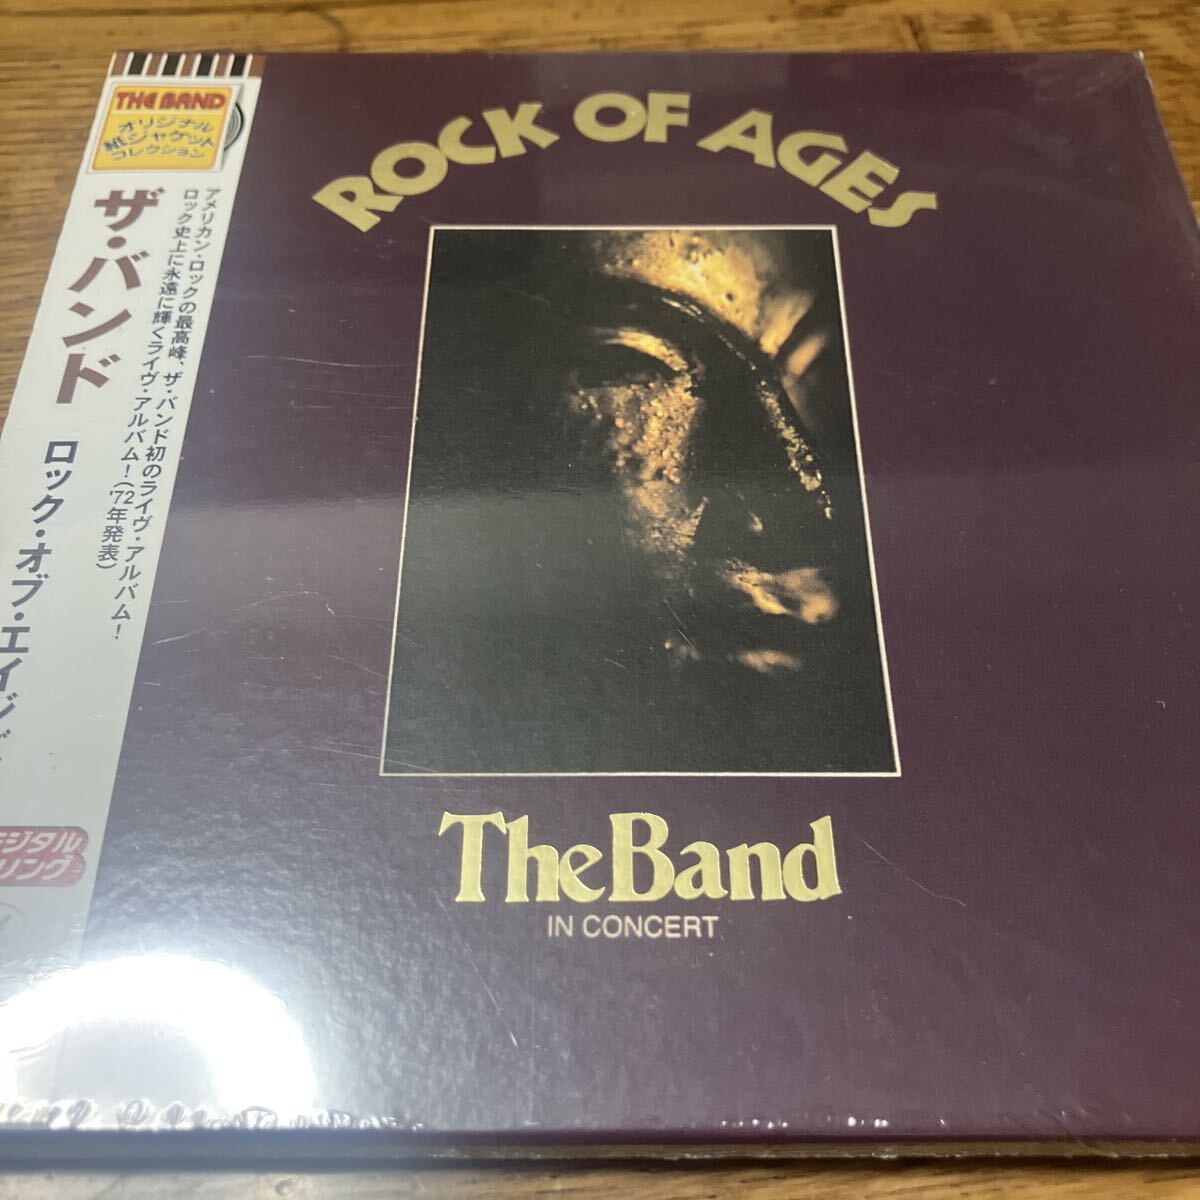 THE BAND
オリジナル
紙ジャケット
コレクション
アメリカン・ロックの最高峰、ザ・バンド初のライヴ・アルバム!
ロック史上に永遠に輝くライヴ・アルバム!('72年発表)
ザ・バンド
ロック・オブ・エイジズ
デジタル
リング
ROCK OF AGES
The Band
IN CONCERT